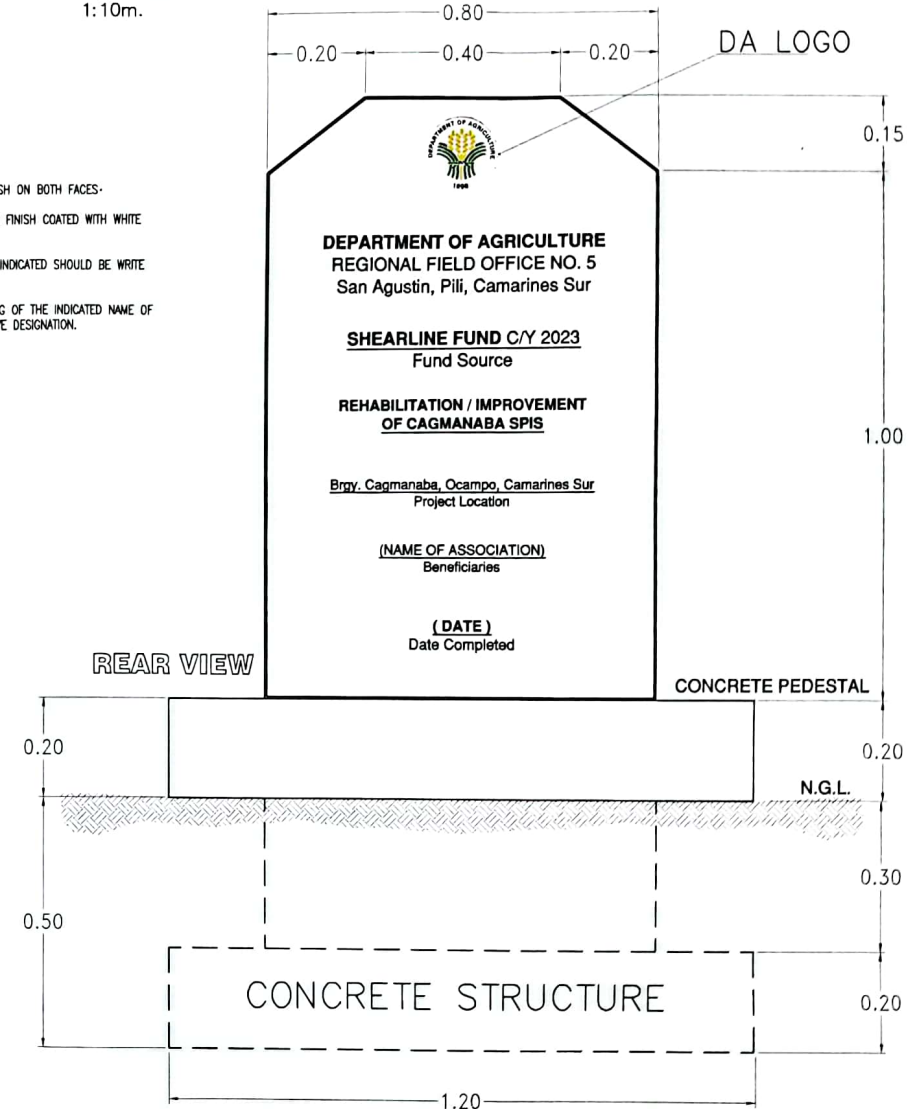 1:10m.
0.80
0.20
0.40
0.20
DA LOGO
0.15
DEPARTMENT OF AGRICULTURE
1898
SH ON BOTH FACES.
FINISH COATED WITH WHITE
INDICATED SHOULD BE WRITE
G OF THE INDICATED NAME OF
E DESIGNATION.
DEPARTMENT OF AGRICULTURE
REGIONAL FIELD OFFICE NO. 5
San Agustin, Pili, Camarines Sur
SHEARLINE FUND C/Y 2023
Fund Source
REHABILITATION / IMPROVEMENT
OF CAGMANABA SPIS
1.00
Brgy. Cagmanaba, Ocampo, Camarines Sur
Project Location
(NAME OF ASSOCIATION)
Beneficiaries
( DATE )
Date Completed
REAR VIEW
CONCRETE PEDESTAL
0.20
0.20
N.G.L.
0.30
0.50
CONCRETE STRUCTURE
0.20
1.20